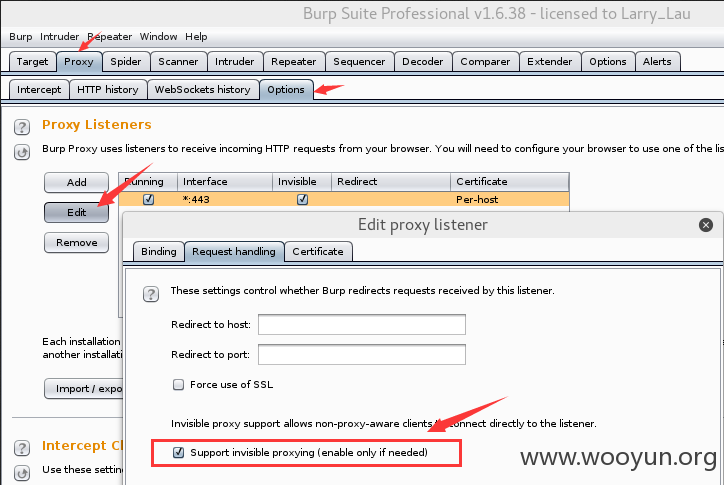 Burp Suite Professional v1.6.38 - licensed to Larry_Lau
Burp Intruder Repeater Window Help
Target Proxy Spider Scanner Intruder Repeater Sequencer Decoder Comparer Extender Options Alerts
Intercept HTTP history WebSockets history Options
? Proxy Listeners
Burp Proxy uses listeners to receive incoming HTTP requests from your browser. You will need to configure your browser to use one of the lis
Add Running Interface Invisible Redirect Certificate
*:443 Per-host
Edit
Remove
Edit proxy listener
Binding Request handling Certificate
? These settings control whether Burp redirects requests received by this listener.
Redirect to host:
Redirect to port:
Force use of SSL
Each installation
another installati
Import / expo
Invisible proxy support allows non-proxy-aware clients to connect directly to the listener.
Support invisible proxying (enable only if needed)
? Intercept Cl
Use these settin
www.wooyun.org